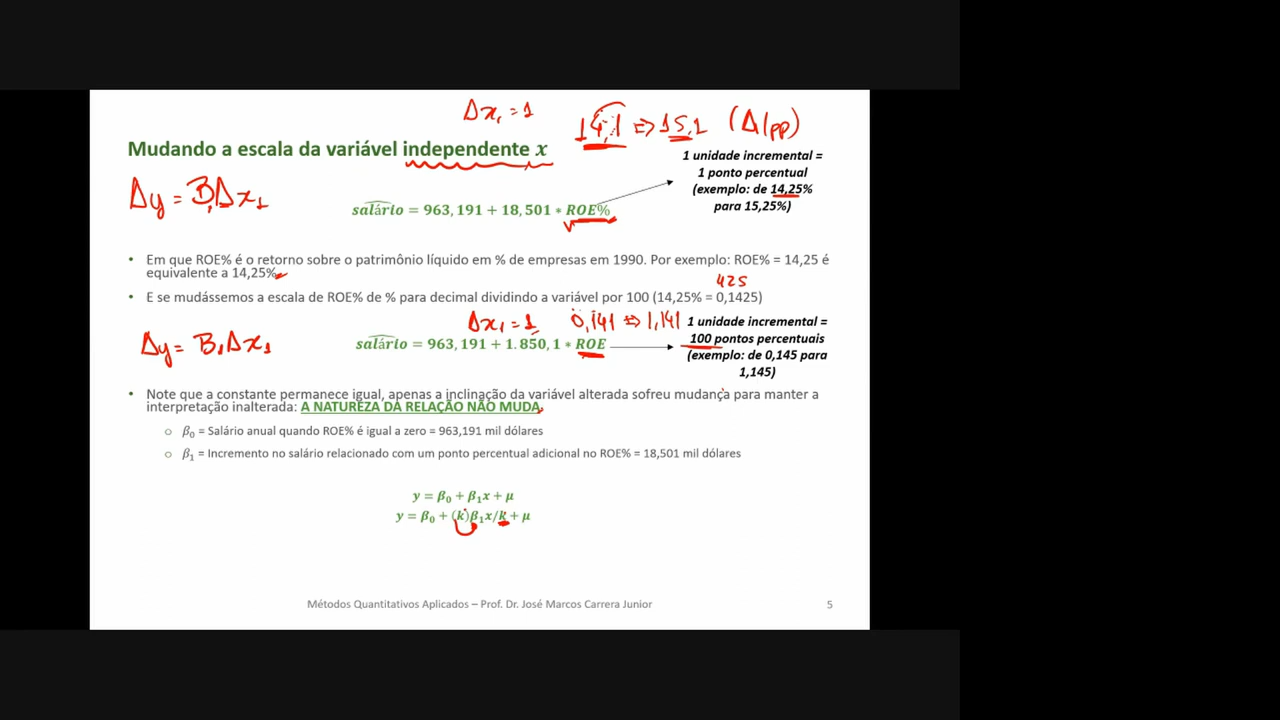 Δx₁ = 1
14,1 ⇒ 15,1 (Δ1pp)
Mudando a escala da variável independente x
1 unidade incremental =
1 ponto percentual
(exemplo: de 14,25%
para 15,25%)
Δy = B₁Δx₁
salário = 963,191 + 18,501 * ROE%
• Em que ROE% é o retorno sobre o patrimônio líquido em % de empresas em 1990. Por exemplo: ROE% = 14,25 é
equivalente a 14,25%
425
• E se mudássemos a escala de ROE% de % para decimal dividindo a variável por 100 (14,25% = 0,1425)
Δx₁ = 1 0,141 ⇒ 1,141
1 unidade incremental =
100 pontos percentuais
(exemplo: de 0,145 para
1,145)
Δy = B₁Δx₁
salário = 963,191 + 1.850,1 * ROE
• Note que a constante permanece igual, apenas a inclinação da variável alterada sofreu mudança para manter a
interpretação inalterada: A NATUREZA DA RELAÇÃO NÃO MUDA.
○ β₀ = Salário anual quando ROE% é igual a zero = 963,191 mil dólares
○ β₁ = Incremento no salário relacionado com um ponto percentual adicional no ROE% = 18,501 mil dólares
y = β₀ + β₁x + μ
y = β₀ + (k)β₁x/k + μ
Métodos Quantitativos Aplicados – Prof. Dr. José Marcos Carrera Junior
5